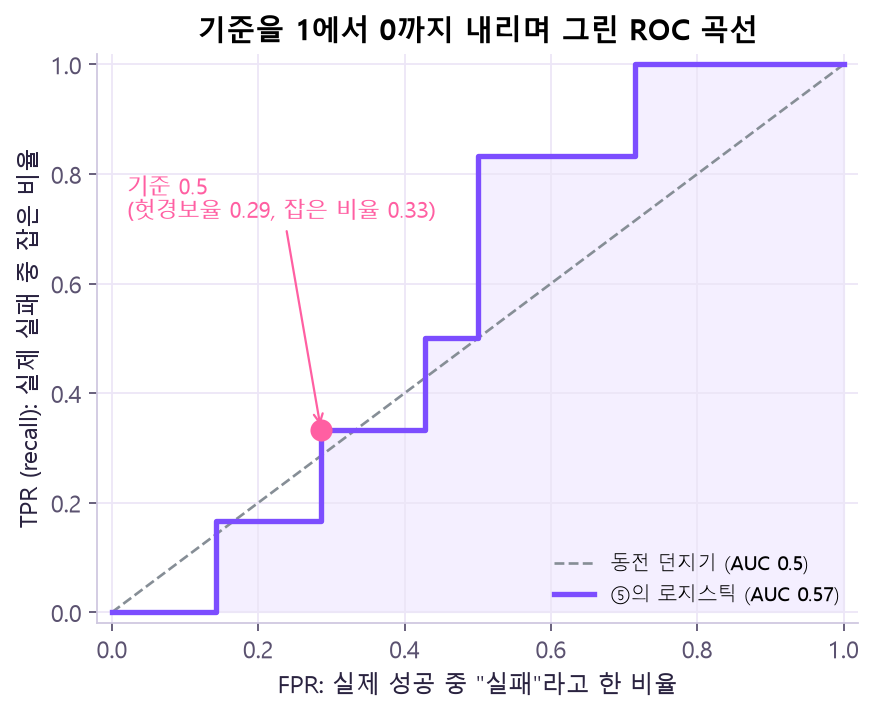 기준을 1에서 0까지 내리며 그린 ROC 곡선
TPR (recall): 실제 실패 중 잡은 비율
1.0
0.8
0.6
0.4
0.2
0.0
기준 0.5
(헛경보율 0.29, 잡은 비율 0.33)
동전 던지기 (AUC 0.5)
⑤의 로지스틱 (AUC 0.57)
0.0 0.2 0.4 0.6 0.8 1.0
FPR: 실제 성공 중 "실패"라고 한 비율